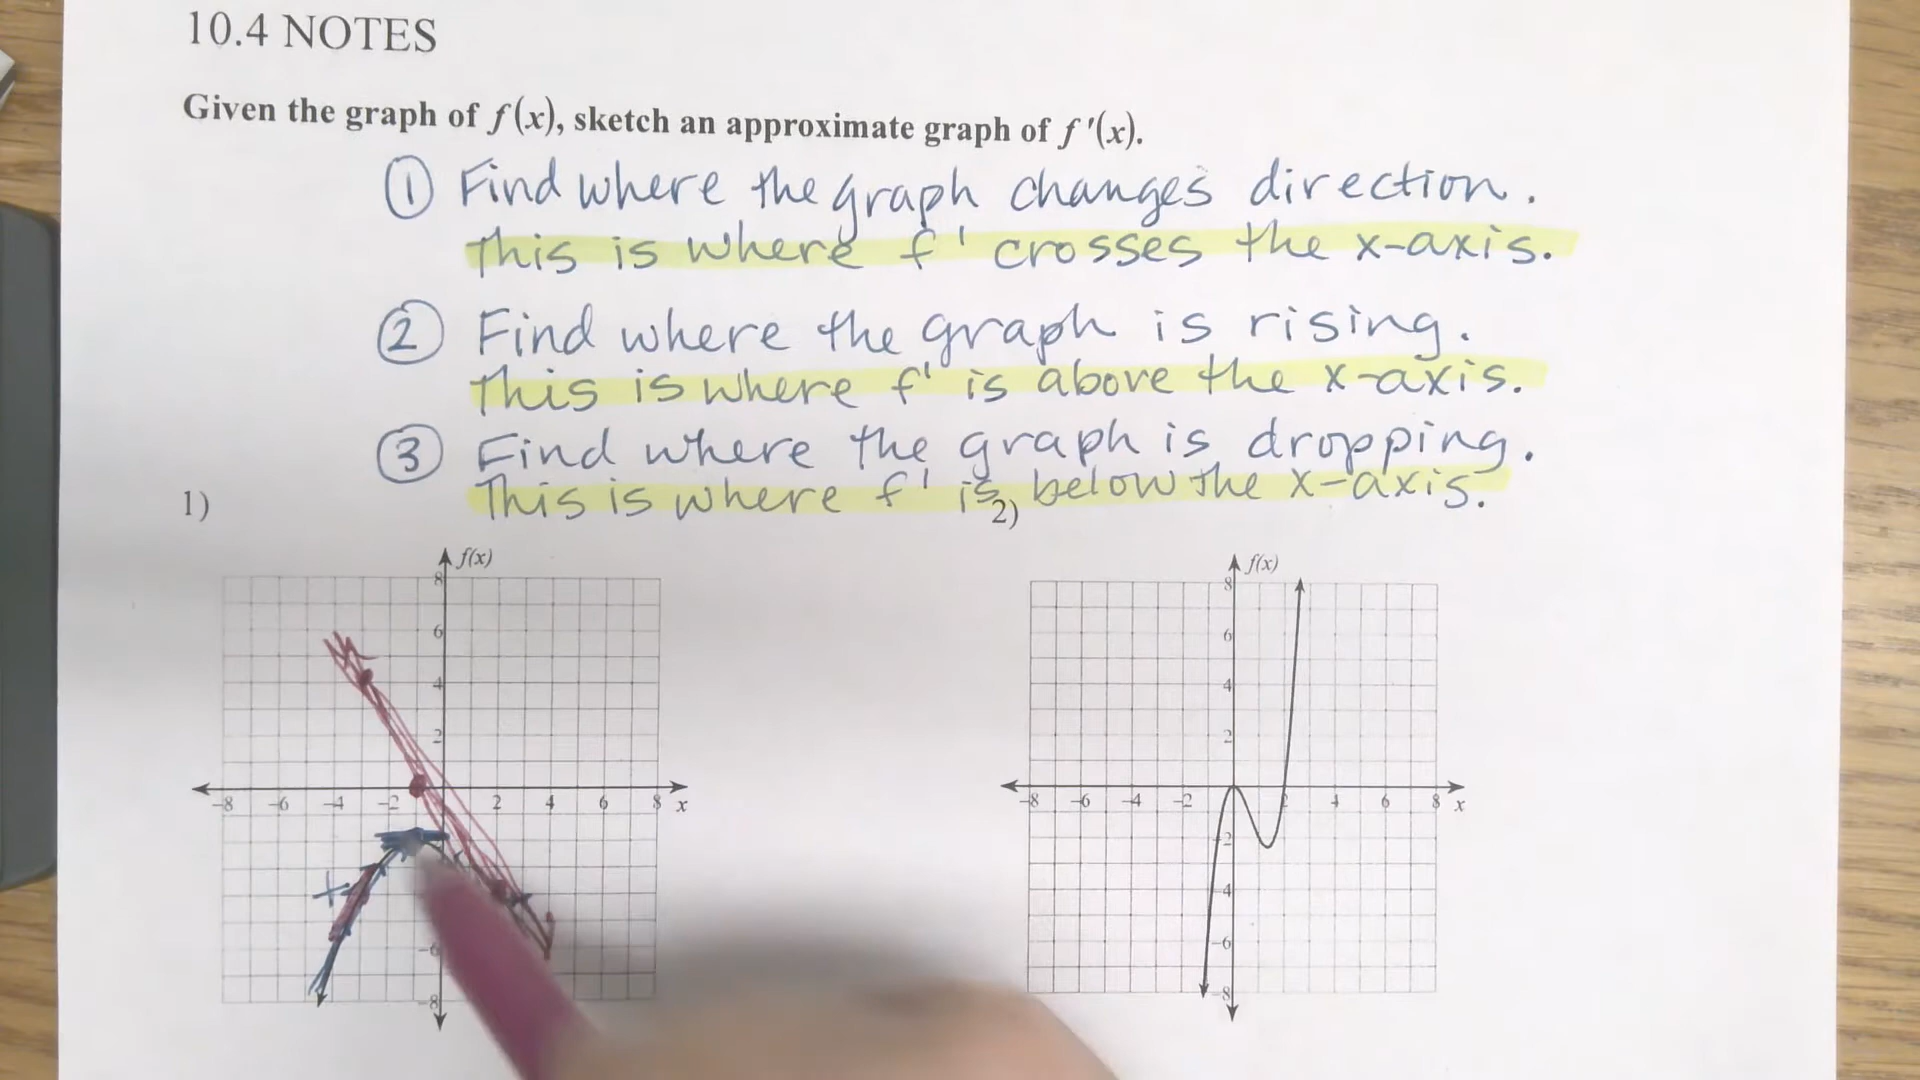 10.4 NOTES
Given the graph of f(x), sketch an approximate graph of f '(x).
① Find where the graph changes direction.
This is where f' crosses the x-axis.
② Find where the graph is rising.
This is where f' is above the x-axis.
③ Find where the graph is dropping.
This is where f' is below the x-axis.
1) 2)
f(x) f(x)
8 8
6 6
4 4
2 2
-8 -6 -4 -2 2 4 6 8 x -8 -6 -4 -2 2 4 6 8 x
-2
+ -4
-6 -6
-8 -8